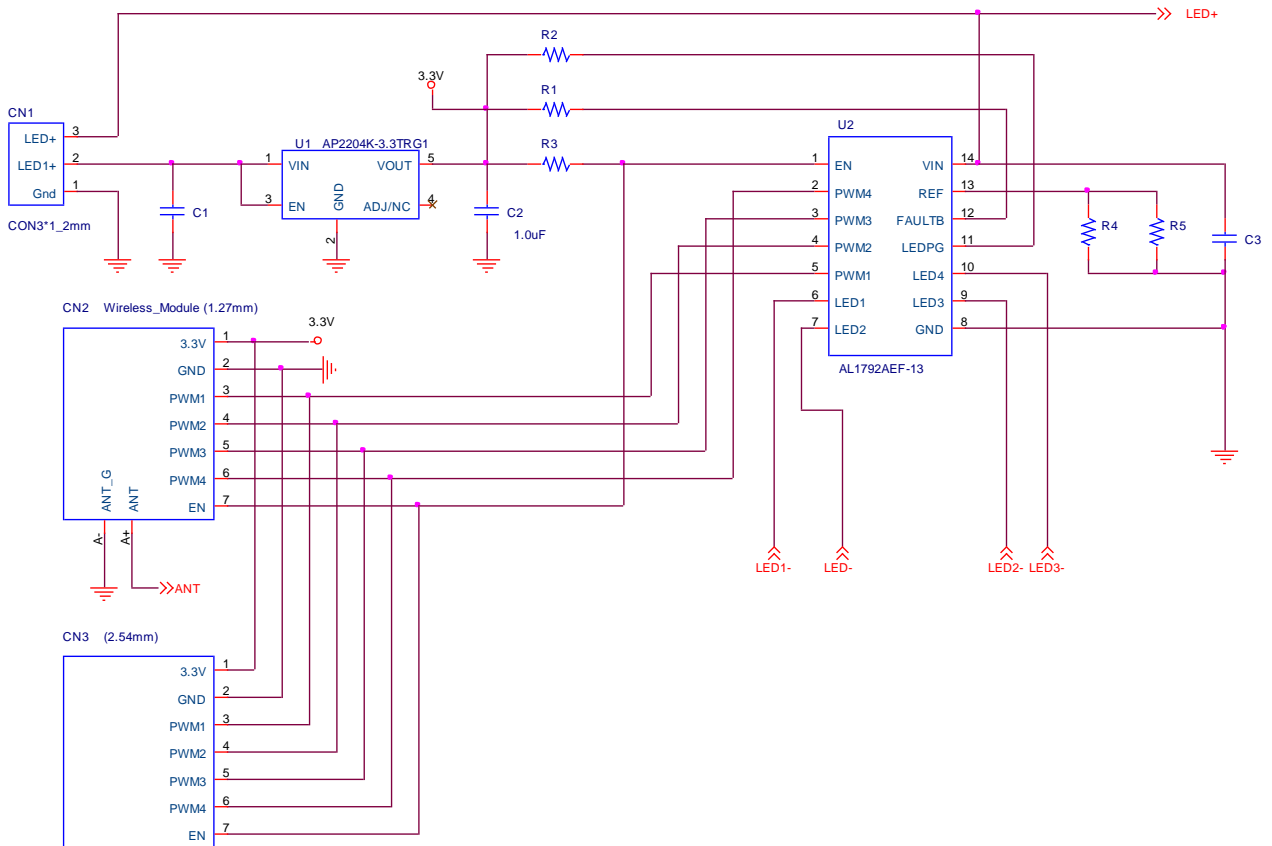 LED+
R2
3.3V
R1
CN1
U2
LED+ 3
U1 AP2204K-3.3TRG1
LED1+ 2
1 VIN VOUT 5
R3
1 EN VIN 14
Gnd 1
2 PWM4 REF 13
3 EN GND ADJ/NC 4
C1
C2
3 PWM3 FAULTB 12
CON3*1_2mm
1.0uF
R4
R5
C3
2
4 PWM2 LEDPG 11
5 PWM1 LED4 10
6 LED1 LED3 9
CN2 Wireless_Module (1.27mm)
3.3V
7 LED2 GND 8
3.3V 1
AL1792AEF-13
GND 2
PWM1 3
PWM2 4
PWM3 5
PWM4 6
ANT_G
ANT
EN 7
A-
A+
LED1-
LED-
LED2-
LED3-
ANT
CN3 (2.54mm)
3.3V 1
GND 2
PWM1 3
PWM2 4
PWM3 5
PWM4 6
EN 7